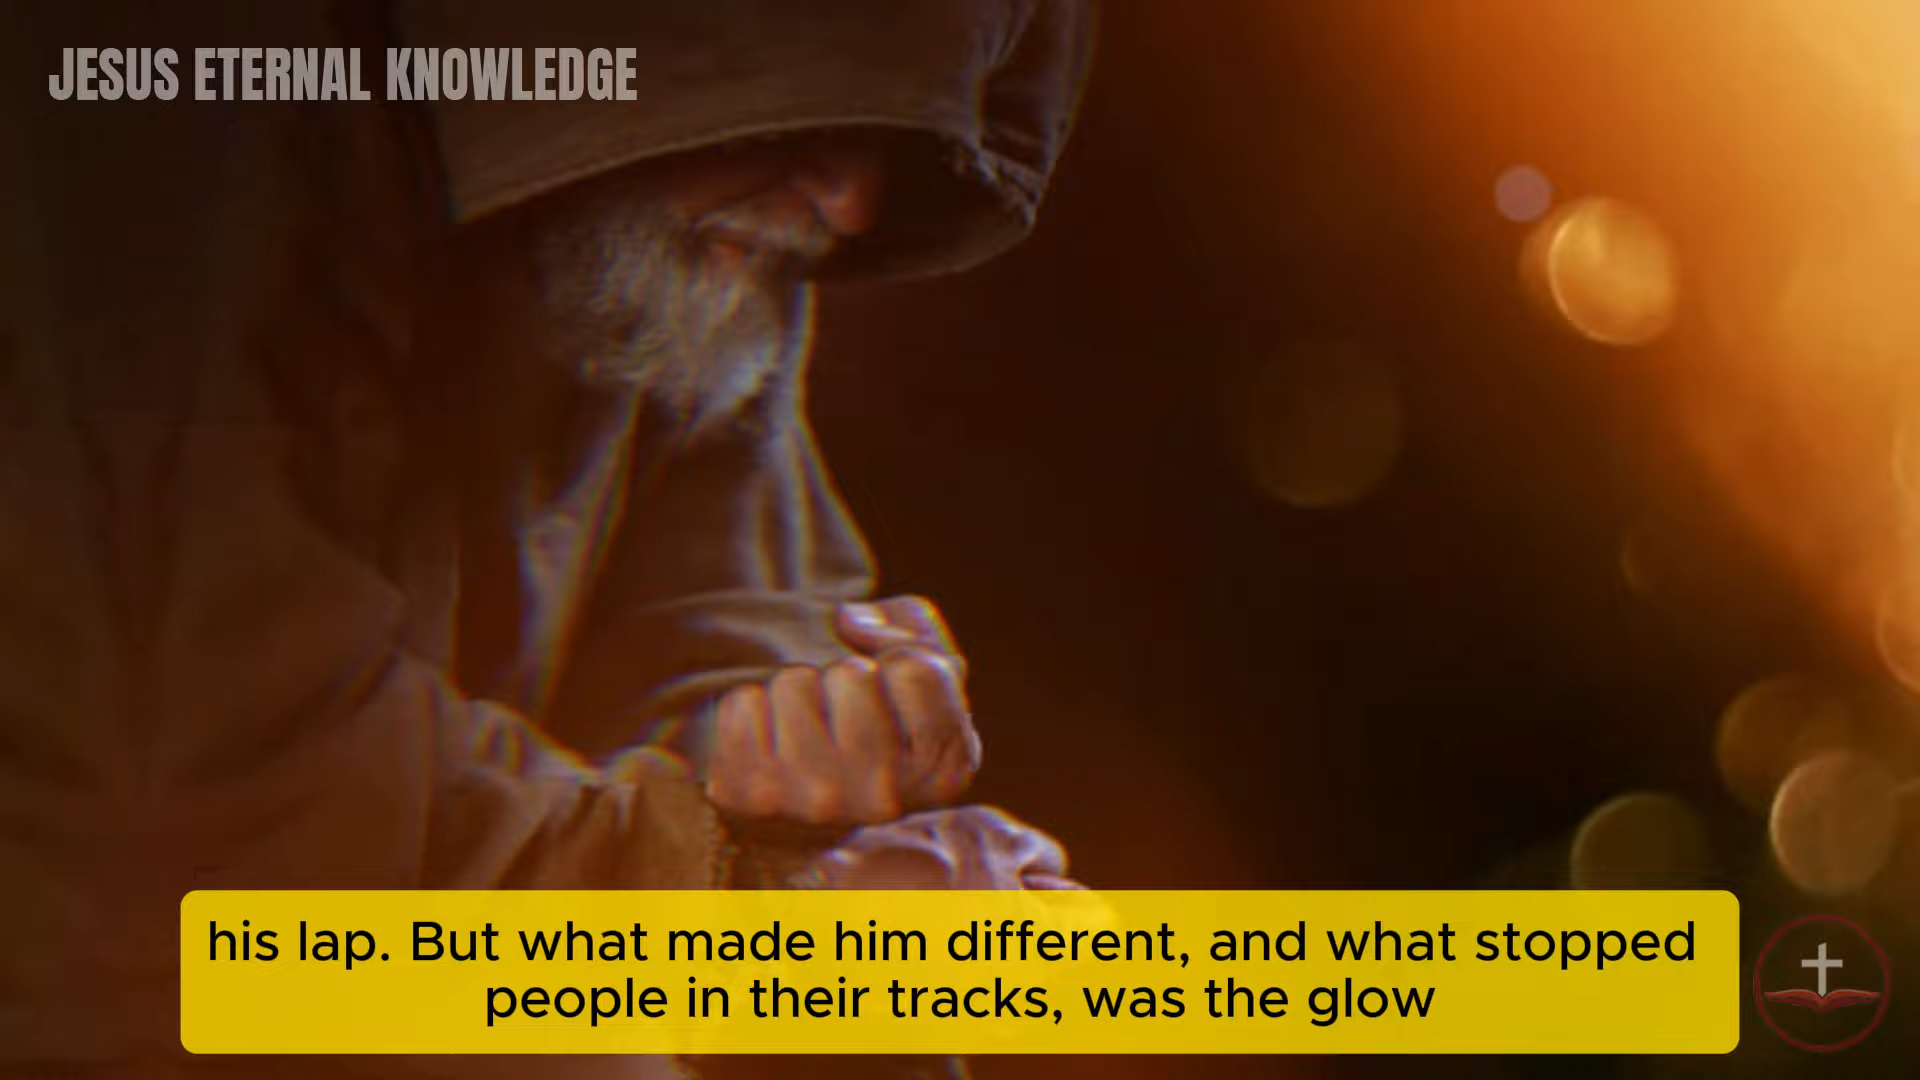 JESUS ETERNAL KNOWLEDGE
his lap. But what made him different, and what stopped
people in their tracks, was the glow